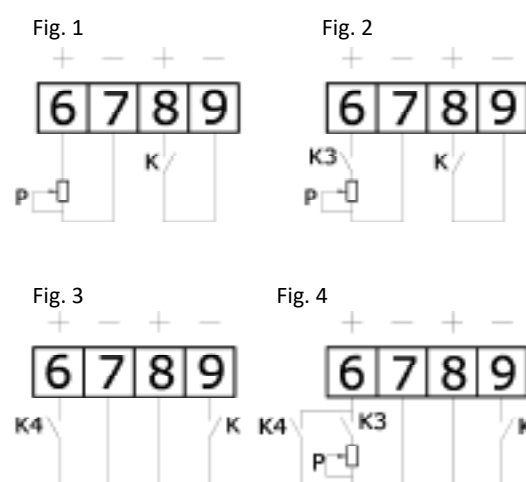 Fig. 1
Fig. 2
+ − + −
+ − + −
6 7 8 9
6 7 8 9
K
P
K3
K
P
Fig. 3
Fig. 4
+ − + −
+ − + −
6 7 8 9
6 7 8 9
K4
K
K4
K3
K
P